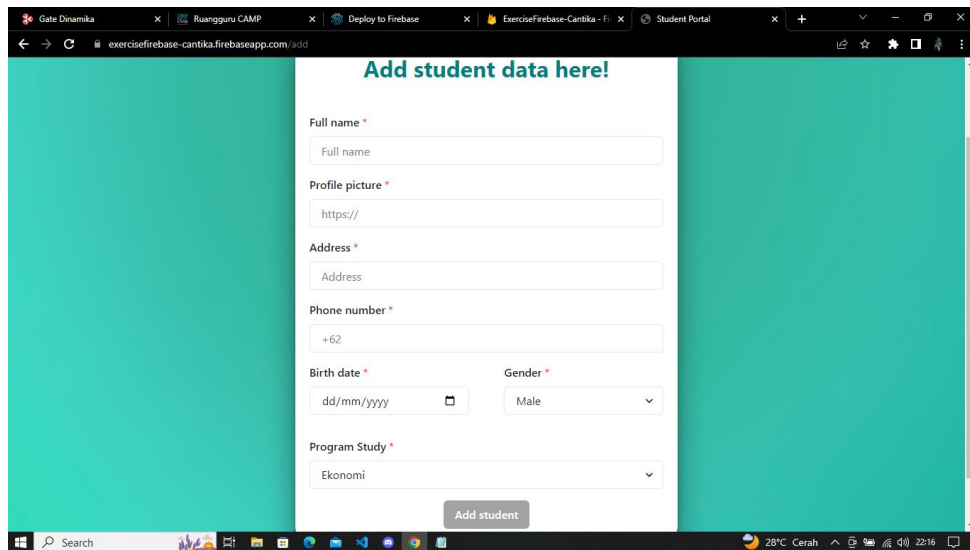 Gate Dinamika
Ruangguru CAMP
Deploy to Firebase
ExerciseFirebase-Cantika - Fi
Student Portal
exercisefirebase-cantika.firebaseapp.com/add
Add student data here!
Full name *
Full name
Profile picture *
https://
Address *
Address
Phone number *
+62
Birth date * Gender *
dd/mm/yyyy Male
Program Study *
Ekonomi
Add student
Search 28°C Cerah 22:16